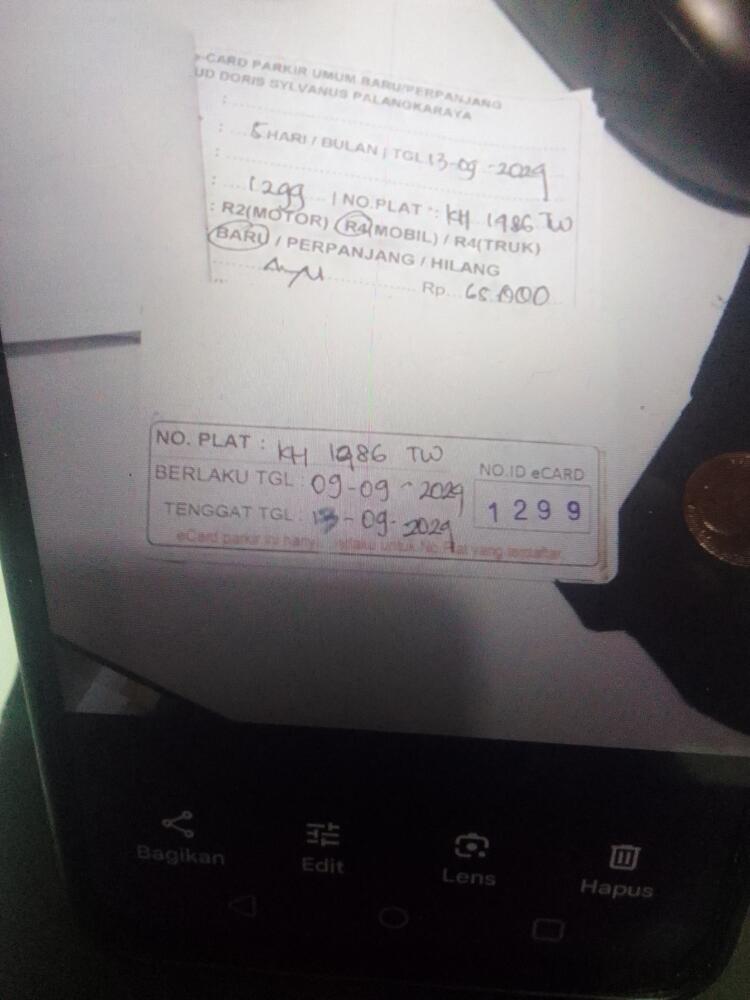 e-CARD PARKIR UMUM BARU/PERPANJANG
UD DORIS SYLVANUS PALANGKARAYA
:
: 5 HARI / BULAN | TGL 13-09-2029
:
: 1299 | NO.PLAT : KH 1986 TW
: R2(MOTOR) R4(MOBIL) / R4(TRUK)
BARU / PERPANJANG / HILANG
Rp. 65.000
NO. PLAT : KH 1986 TW
BERLAKU TGL : 09-09-2029
NO.ID eCARD
1299
TENGGAT TGL : 13-09-2029
eCard parkir ini hanya berlaku untuk No.Plat yang terdaftar
Bagikan
Edit
Lens
Hapus